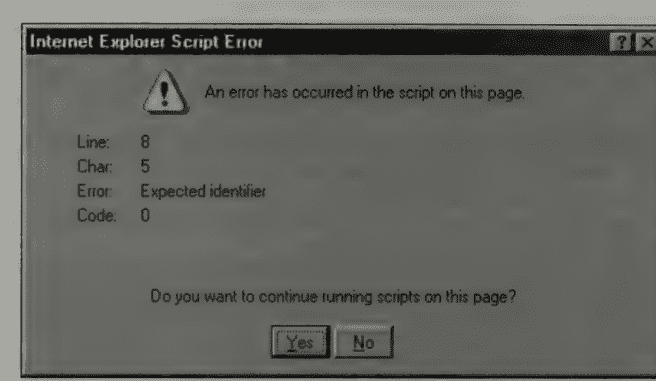 Internet Explorer Script Error
An error has occurred in the script on this page.
Line: 8
Char: 5
Error: Expected identifier
Code: 0
Do you want to continue running scripts on this page?
Yes No